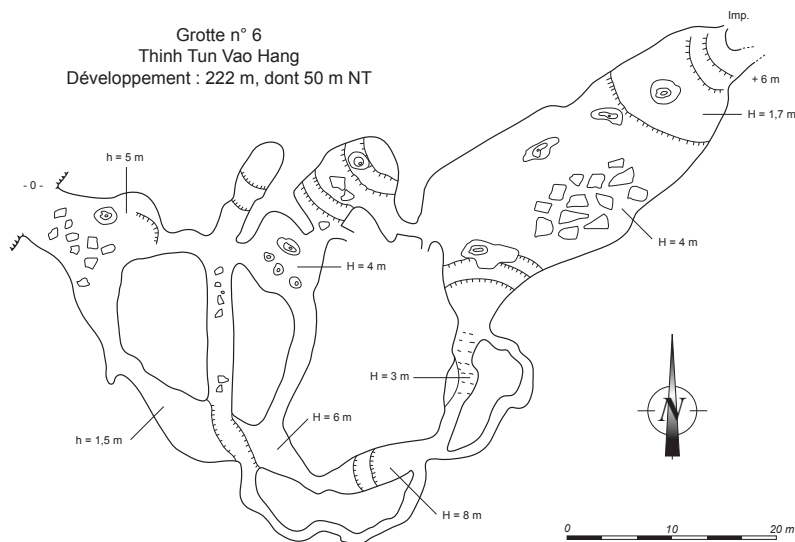 Grotte n° 6
Thinh Tun Vao Hang
Développement : 222 m, dont 50 m NT
Imp.
+ 6 m
H = 1,7 m
h = 5 m
- 0 -
H = 4 m
H = 4 m
H = 3 m
N
H = 6 m
h = 1,5 m
H = 8 m
0 10 20 m